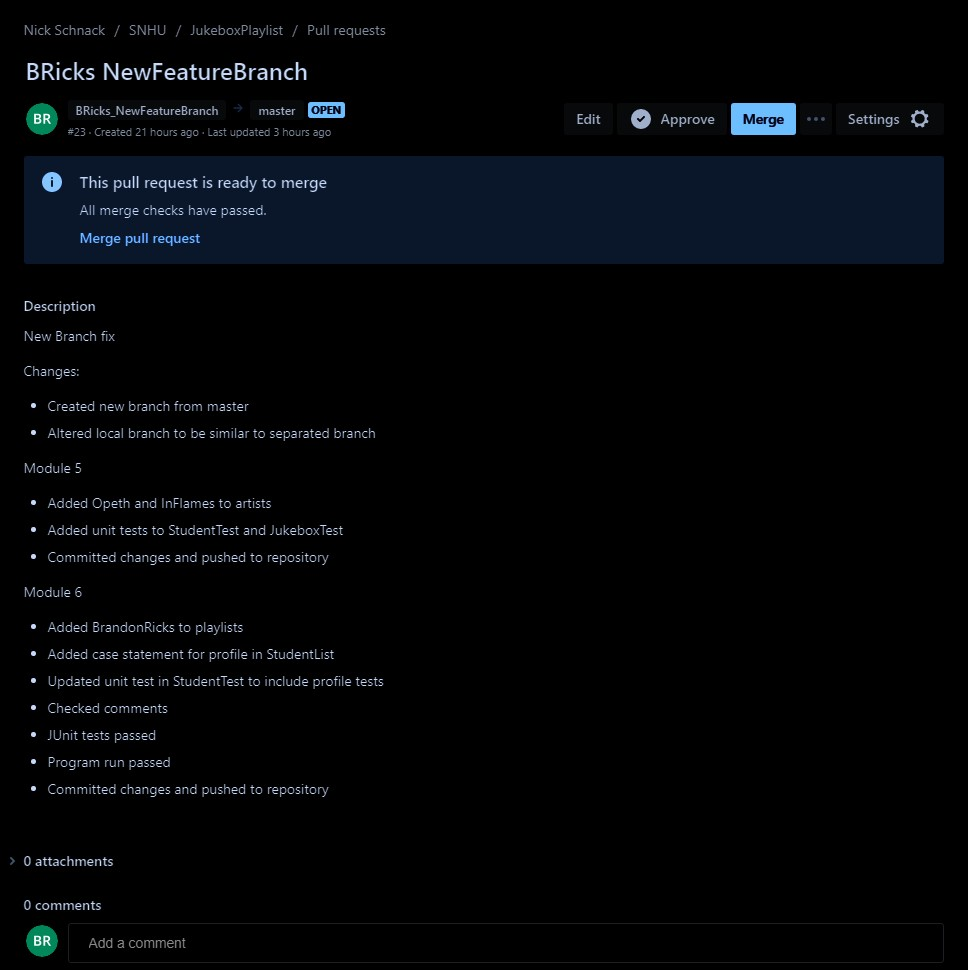 Nick Schnack / SNHU / JukeboxPlaylist / Pull requests
BRicks NewFeatureBranch
BR BRicks_NewFeatureBranch → master OPEN
#23 · Created 21 hours ago · Last updated 3 hours ago
Edit Approve Merge ••• Settings
This pull request is ready to merge
All merge checks have passed.
Merge pull request
Description
New Branch fix
Changes:
• Created new branch from master
• Altered local branch to be similar to separated branch
Module 5
• Added Opeth and InFlames to artists
• Added unit tests to StudentTest and JukeboxTest
• Committed changes and pushed to repository
Module 6
• Added BrandonRicks to playlists
• Added case statement for profile in StudentList
• Updated unit test in StudentTest to include profile tests
• Checked comments
• JUnit tests passed
• Program run passed
• Committed changes and pushed to repository
0 attachments
0 comments
BR Add a comment